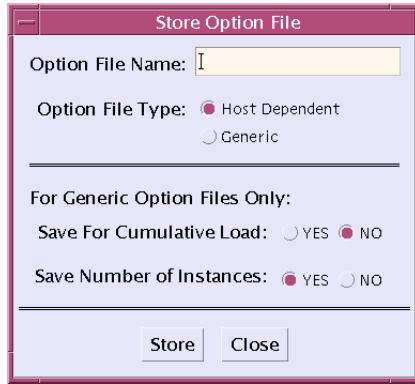 Store Option File
Option File Name:
Option File Type: Host Dependent
Generic
For Generic Option Files Only:
Save For Cumulative Load: YES NO
Save Number of Instances: YES NO
Store Close